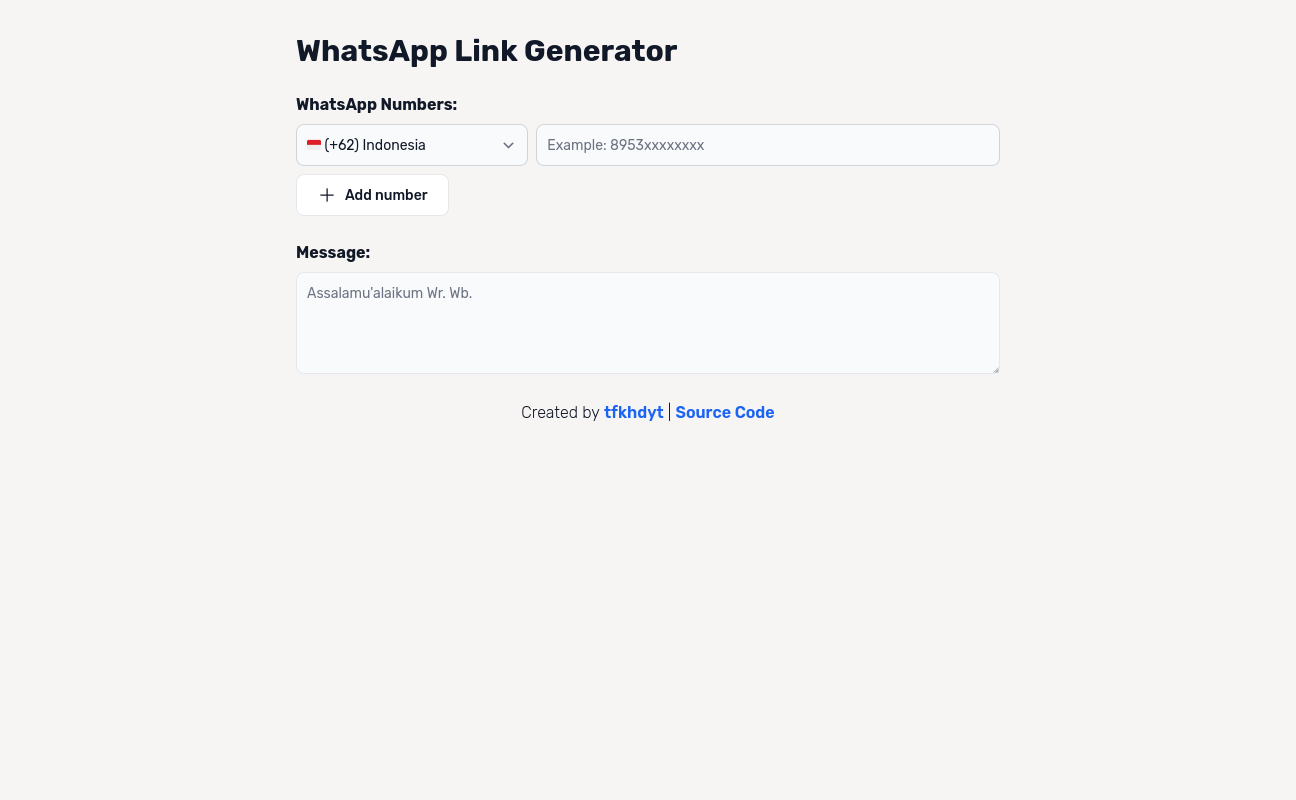 WhatsApp Link Generator
WhatsApp Numbers:
(+62) Indonesia
Example: 8953xxxxxxxx
Add number
Message:
Assalamu'alaikum Wr. Wb.
Created by tfkhdyt | Source Code